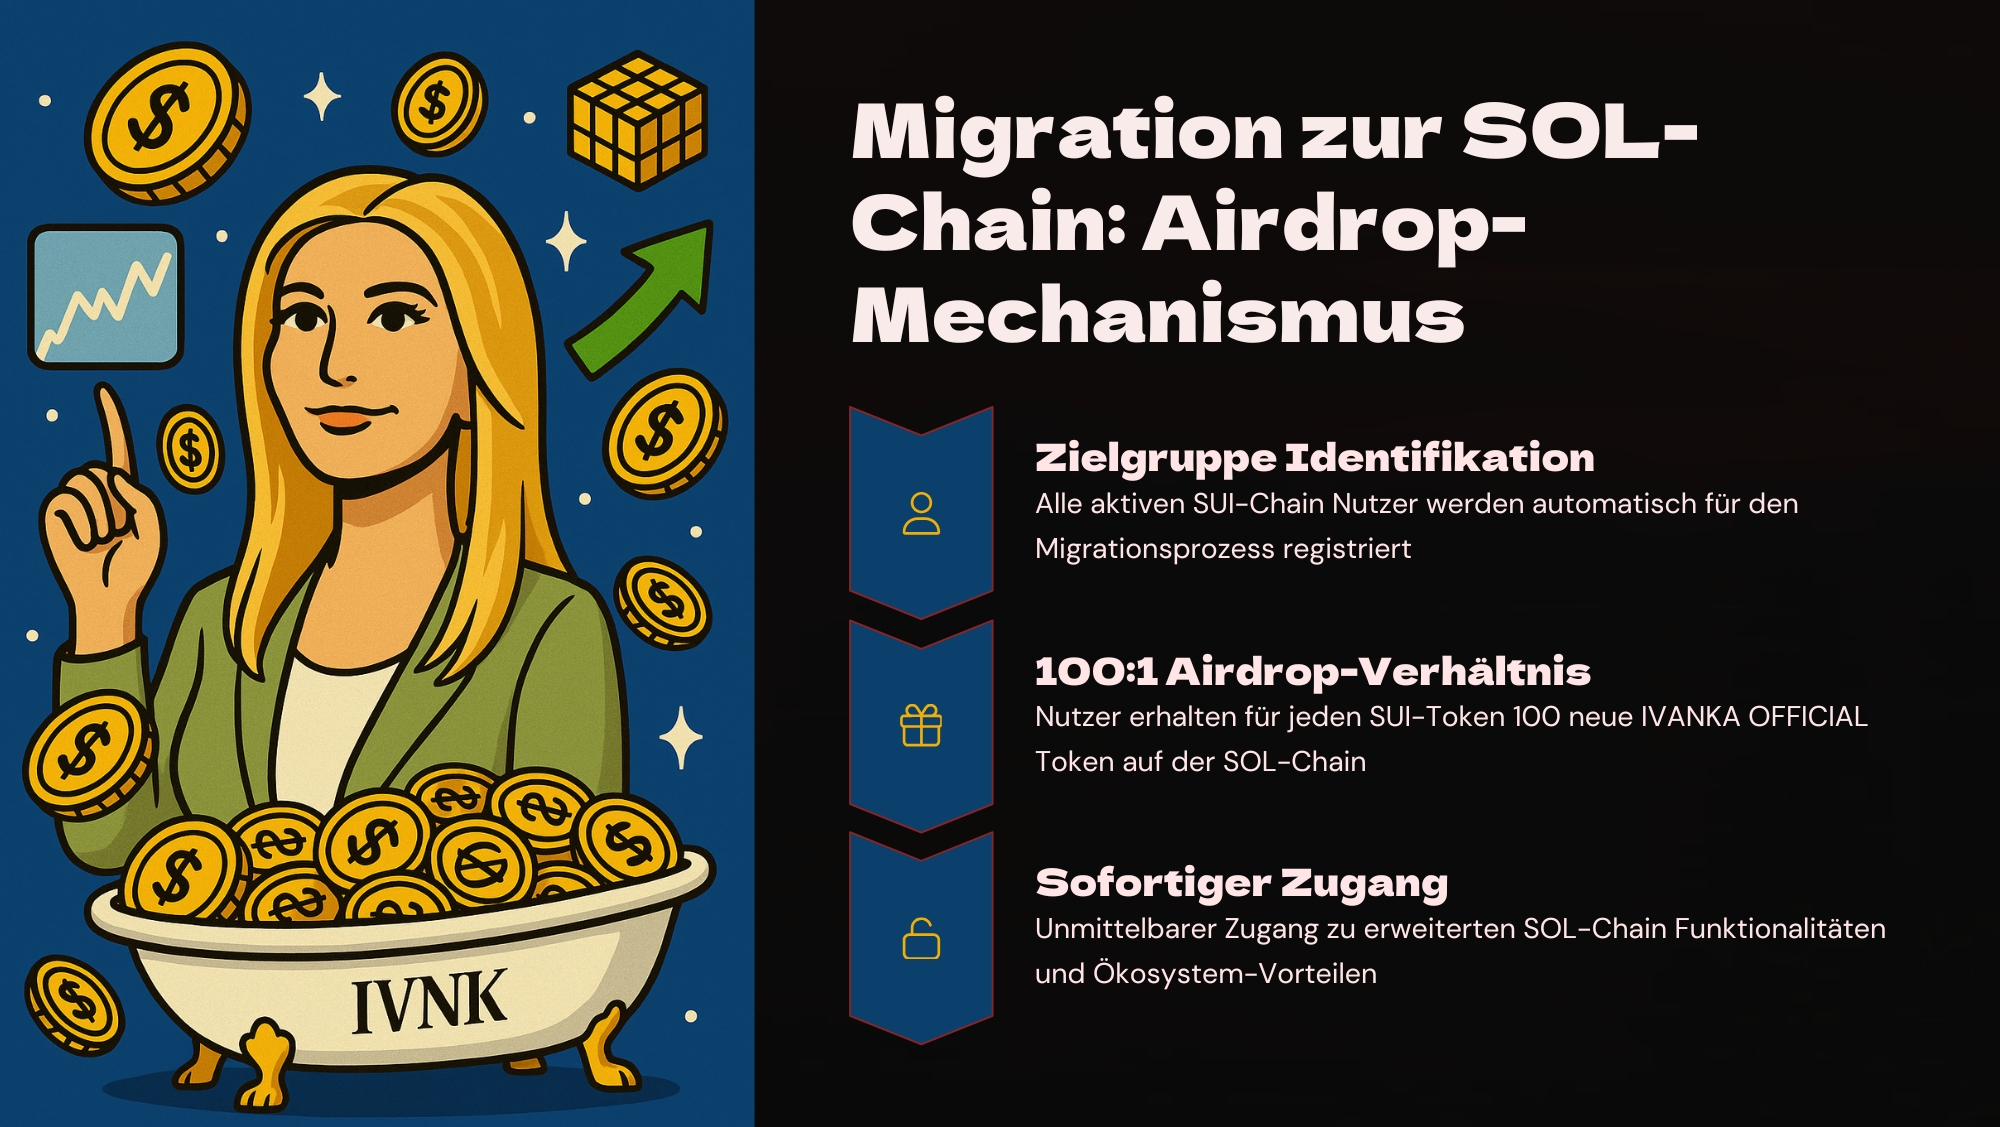 Migration zur SOL-
Chain: Airdrop-
Mechanismus
Zielgruppe Identifikation
Alle aktiven SUI-Chain Nutzer werden automatisch für den
Migrationsprozess registriert
100:1 Airdrop-Verhältnis
Nutzer erhalten für jeden SUI-Token 100 neue IVANKA OFFICIAL
Token auf der SOL-Chain
Sofortiger Zugang
Unmittelbarer Zugang zu erweiterten SOL-Chain Funktionalitäten
und Ökosystem-Vorteilen
IVNK